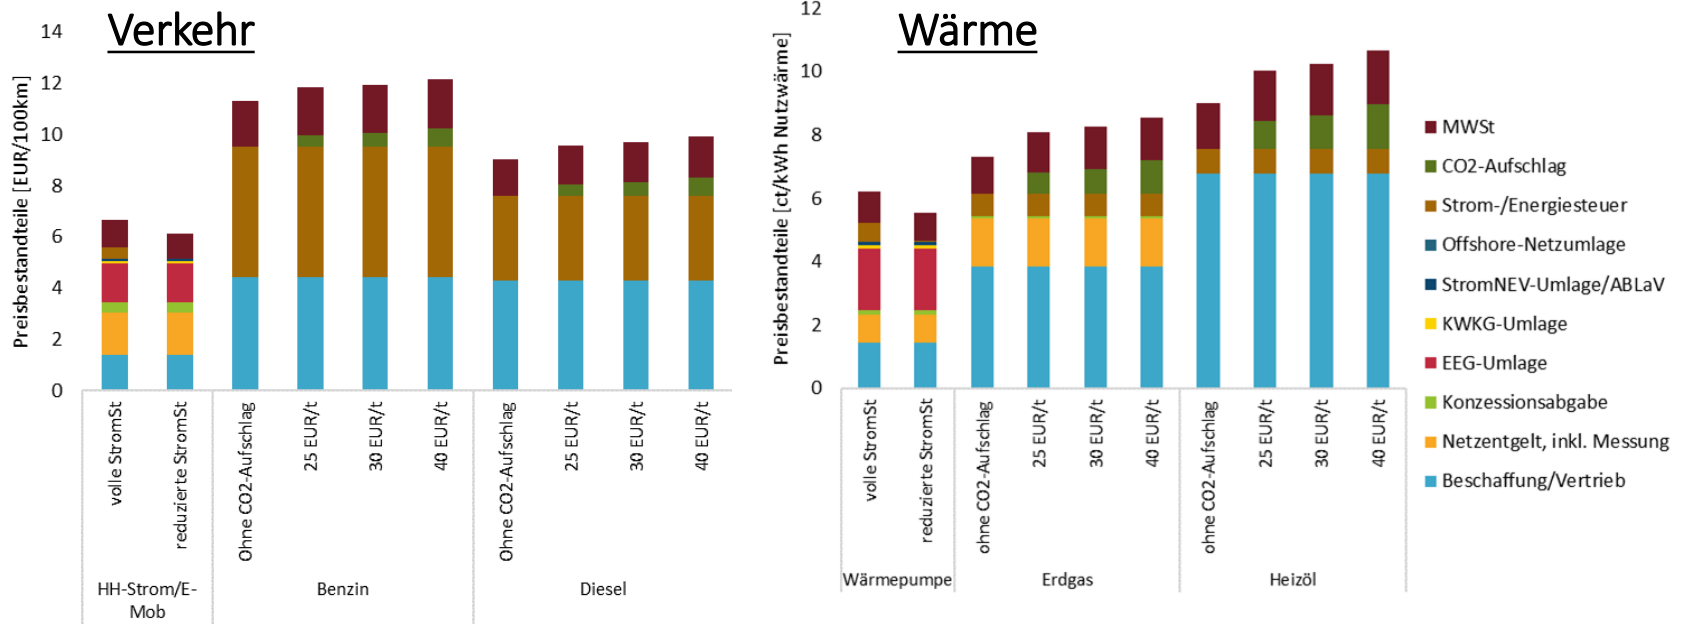 Verkehr
Preisbestandteile [EUR/100km]
14
12
10
8
6
4
2
0
volle StromSt
reduzierte StromSt
Ohne CO2-Aufschlag
25 EUR/t
30 EUR/t
40 EUR/t
Ohne CO2-Aufschlag
25 EUR/t
30 EUR/t
40 EUR/t
HH-Strom/E-
Mob
Benzin
Diesel
Wärme
Preisbestandteile [ct/kWh Nutzwärme]
12
10
8
6
4
2
0
volle StromSt
reduzierte StromSt
ohne CO2-Aufschlag
25 EUR/t
30 EUR/t
40 EUR/t
ohne CO2-Aufschlag
25 EUR/t
30 EUR/t
40 EUR/t
Wärmepumpe
Erdgas
Heizöl
MWSt
CO2-Aufschlag
Strom-/Energiesteuer
Offshore-Netzumlage
StromNEV-Umlage/ABLaV
KWKG-Umlage
EEG-Umlage
Konzessionsabgabe
Netzentgelt, inkl. Messung
Beschaffung/Vertrieb